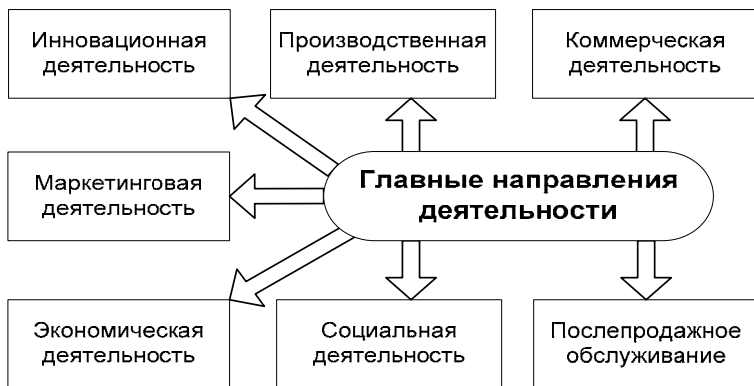 Инновационная
деятельность
Производственная
деятельность
Коммерческая
деятельность
Маркетинговая
деятельность
Главные направления
деятельности
Экономическая
деятельность
Социальная
деятельность
Послепродажное
обслуживание